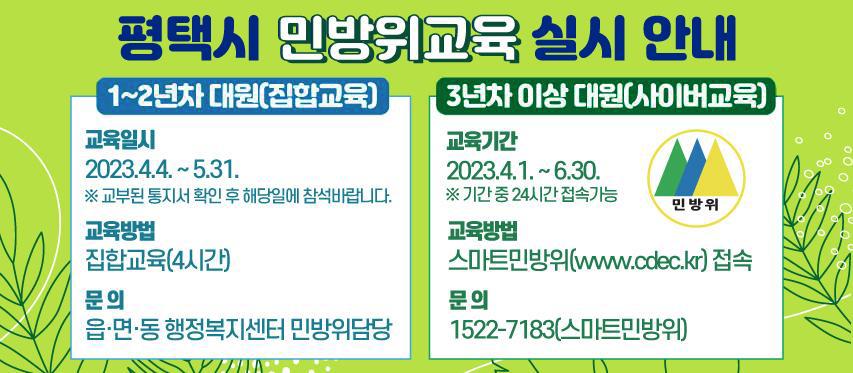 평택시 민방위교육 실시 안내
1~2년차 대원(집합교육)
교육일시
2023.4.4. ~ 5.31.
※ 교부된 통지서 확인 후 해당일에 참석바랍니다.
교육방법
집합교육(4시간)
문의
읍·면·동 행정복지센터 민방위담당
3년차 이상 대원(사이버교육)
교육기간
2023.4.1. ~ 6.30.
※ 기간 중 24시간 접속가능
민방위
교육방법
스마트민방위(www.cdec.kr) 접속
문의
1522-7183(스마트민방위)